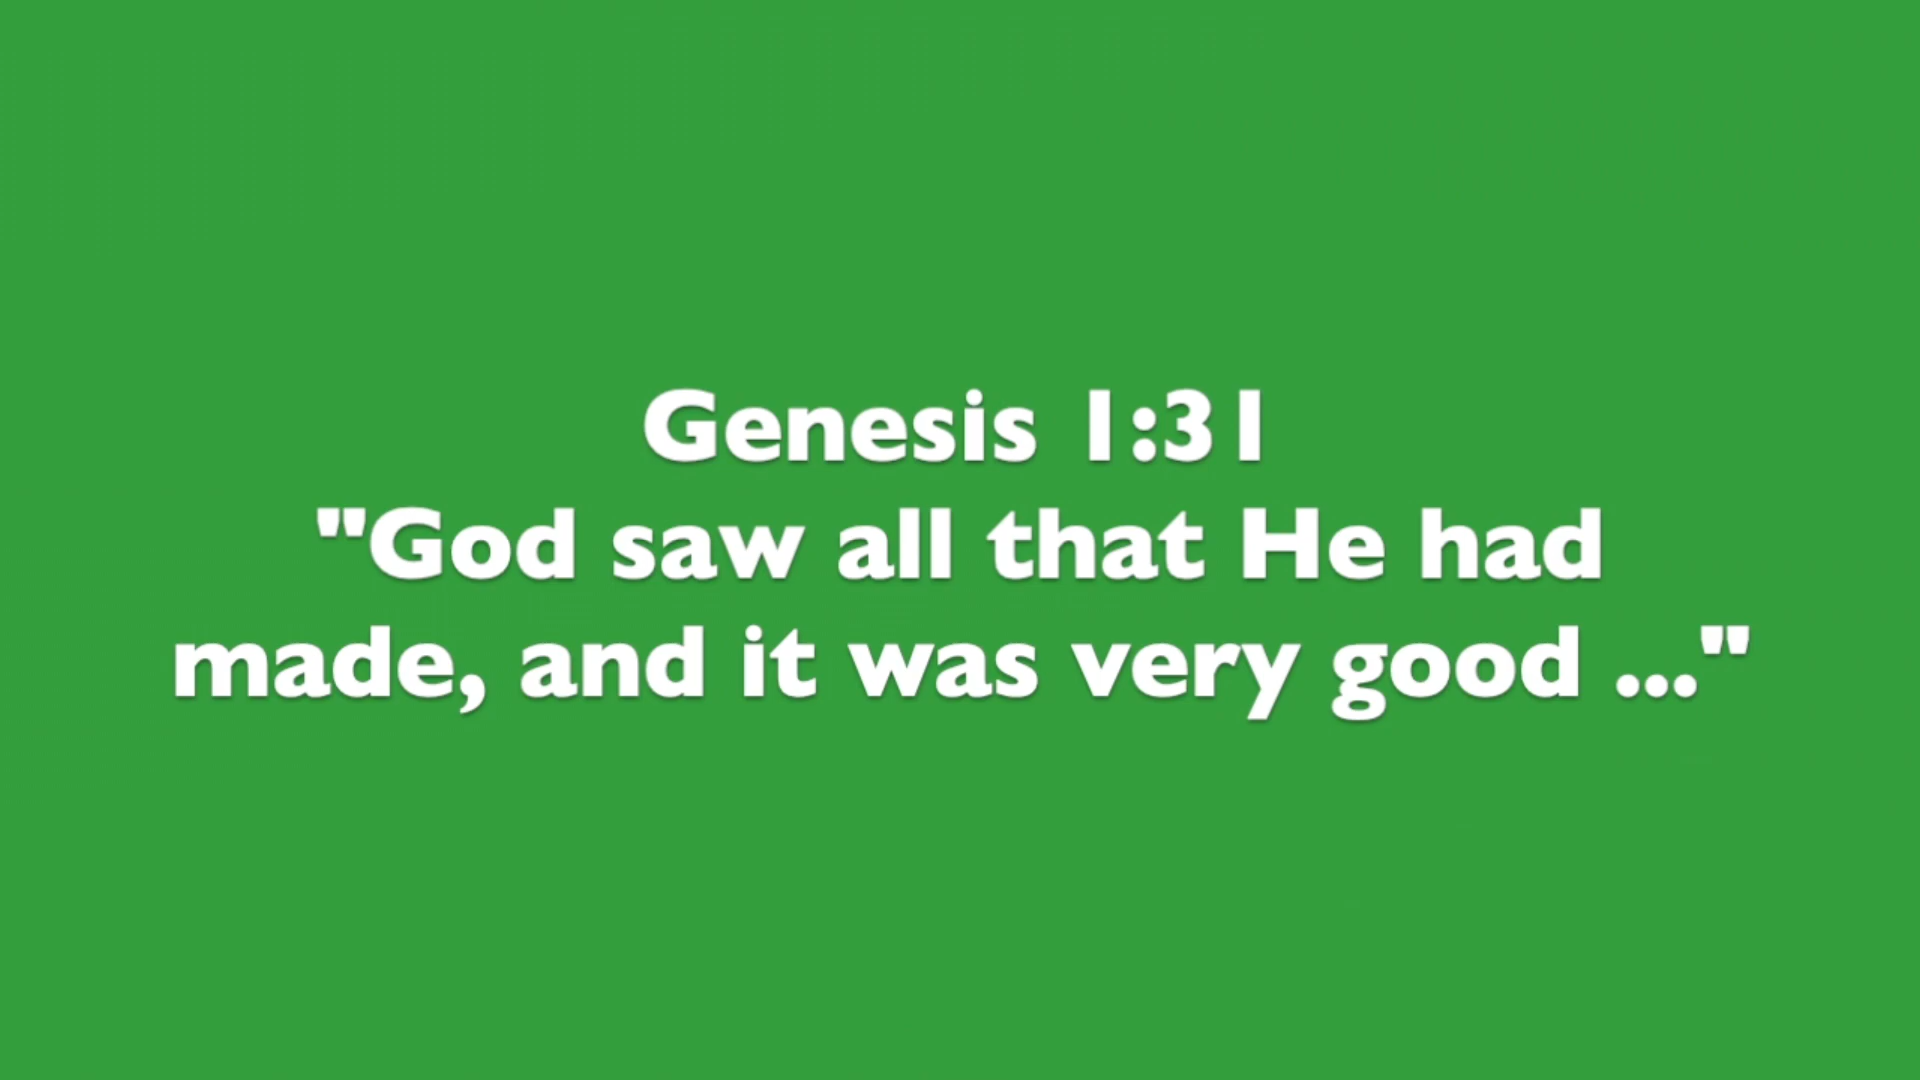 Genesis 1:31
"God saw all that He had
made, and it was very good ..."